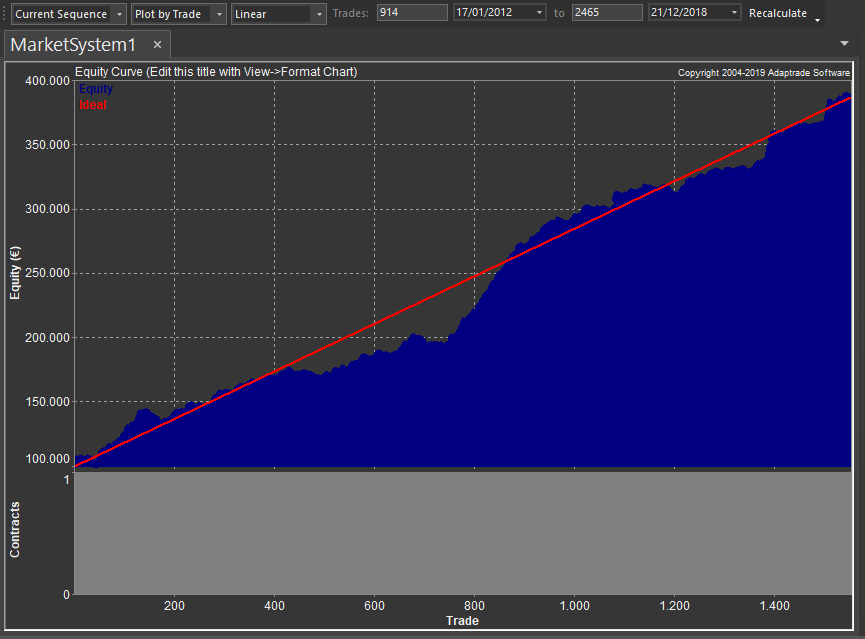 Current Sequence Plot by Trade Linear Trades: 914 17/01/2012 to 2465 21/12/2018 Recalculate
MarketSystem1 ×
Equity Curve (Edit this title with View->Format Chart) Copyright 2004-2019 Adaptrade Software
Equity
Ideal
400.000
350.000
300.000
250.000
200.000
150.000
100.000
Equity (€)
1
0
Contracts
200 400 600 800 1.000 1.200 1.400
Trade